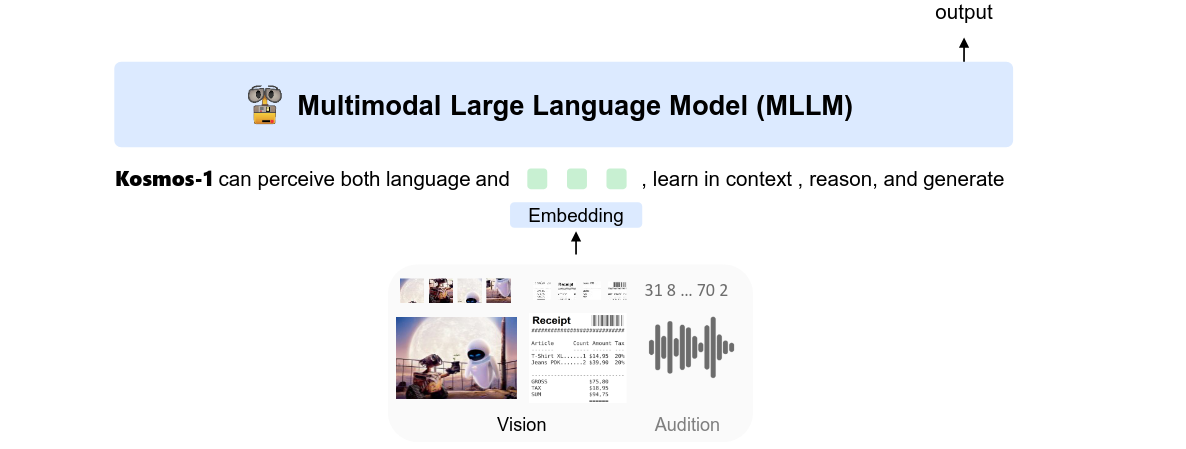 output
Multimodal Large Language Model (MLLM)
Kosmos-1 can perceive both language and , learn in context , reason, and generate
Embedding
31 8 ... 70 2
Receipt
##############################
Article Count Amount Tax
T-Shirt XL......1 $14,95 20%
Jeans PDK.......2 $39,90 20%
GROSS $75,80
TAX $18,95
SUM $94,75
======
Vision
Audition